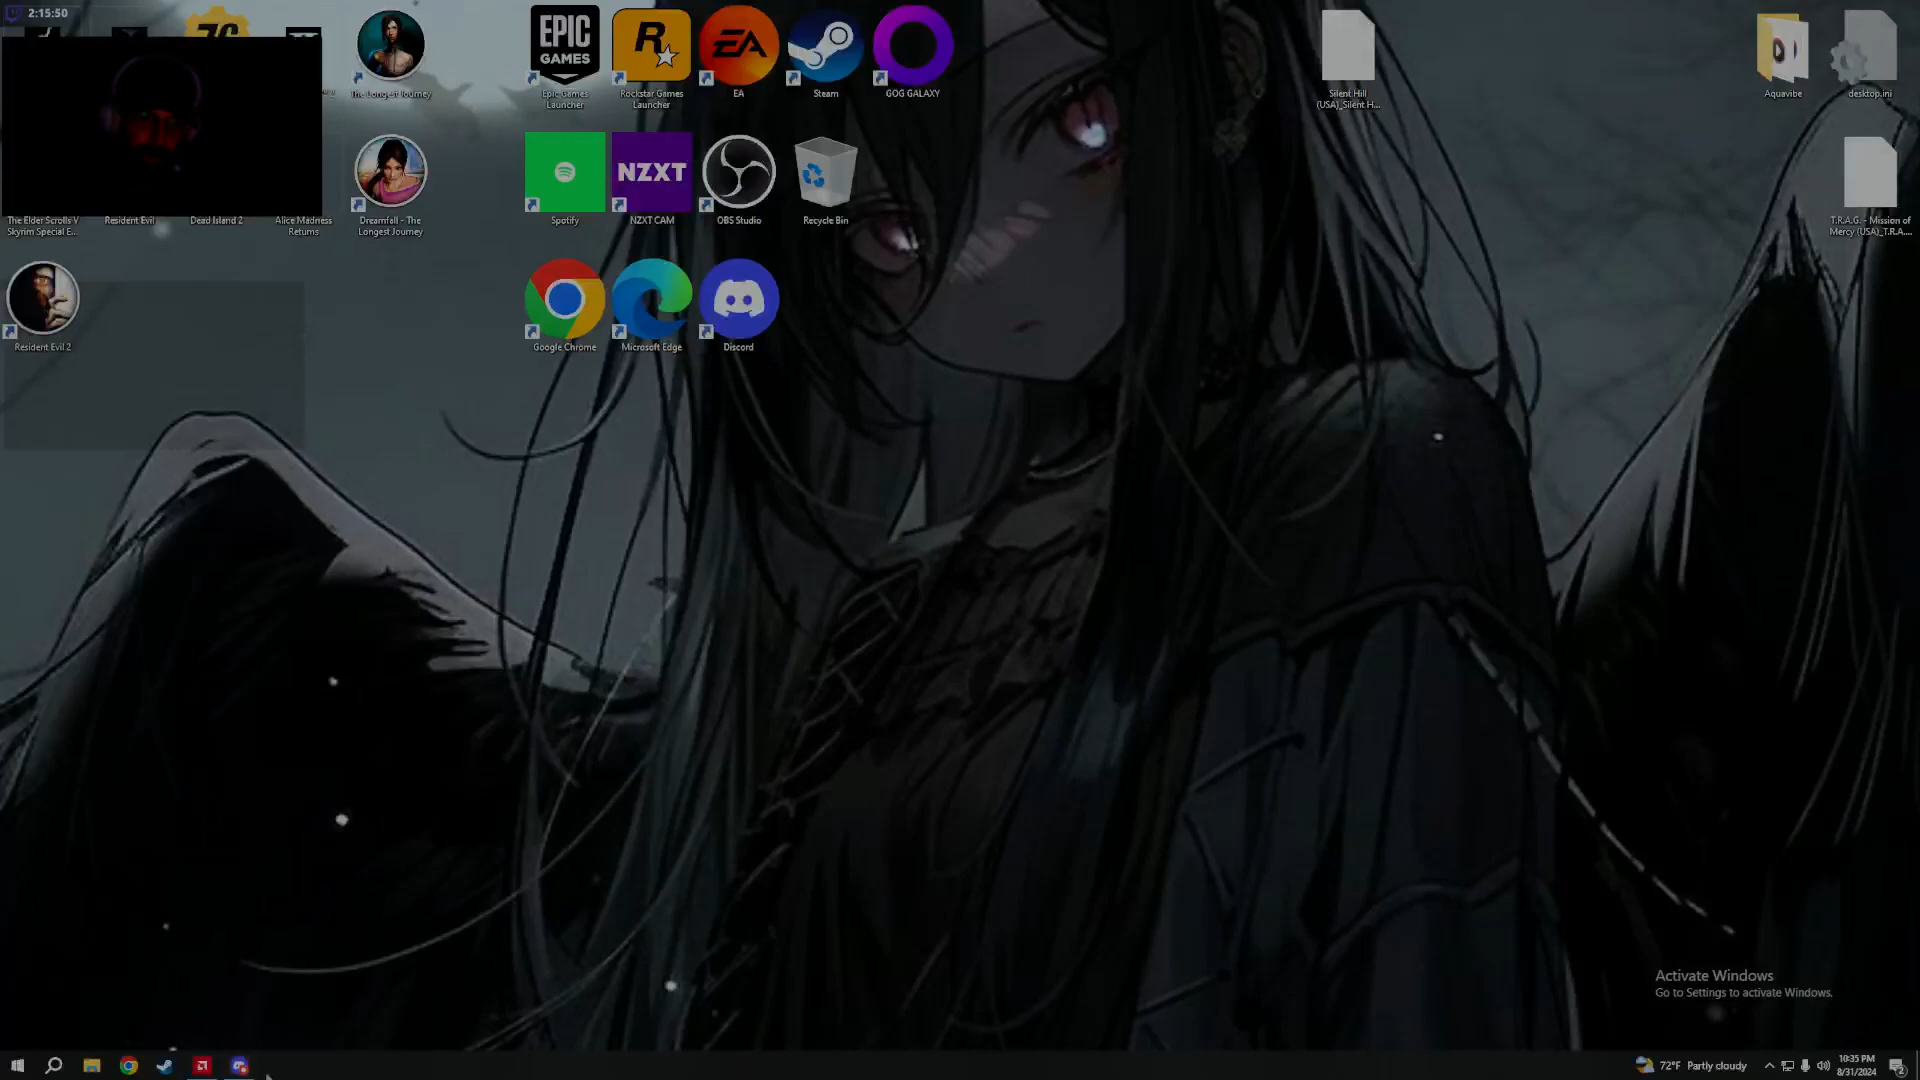 2:15:50
The Longest Journey
EPIC
GAMES
Epic Games
Launcher
R
Rockstar Games
Launcher
EA
EA
Steam
GOG GALAXY
Silent Hill
(USA)_Silent H...
Aquavibe
desktop.ini
The Elder Scrolls V
Skyrim Special E...
Resident Evil
Dead Island 2
Alice Madness
Returns
Dreamfall - The
Longest Journey
Spotify
NZXT
NZXT CAM
OBS Studio
Recycle Bin
T.R.A.G. - Mission of
Mercy (USA)_T.R.A....
Resident Evil 2
Google Chrome
Microsoft Edge
Discord
Activate Windows
Go to Settings to activate Windows.
72°F Partly cloudy
10:35 PM
8/31/2024
2